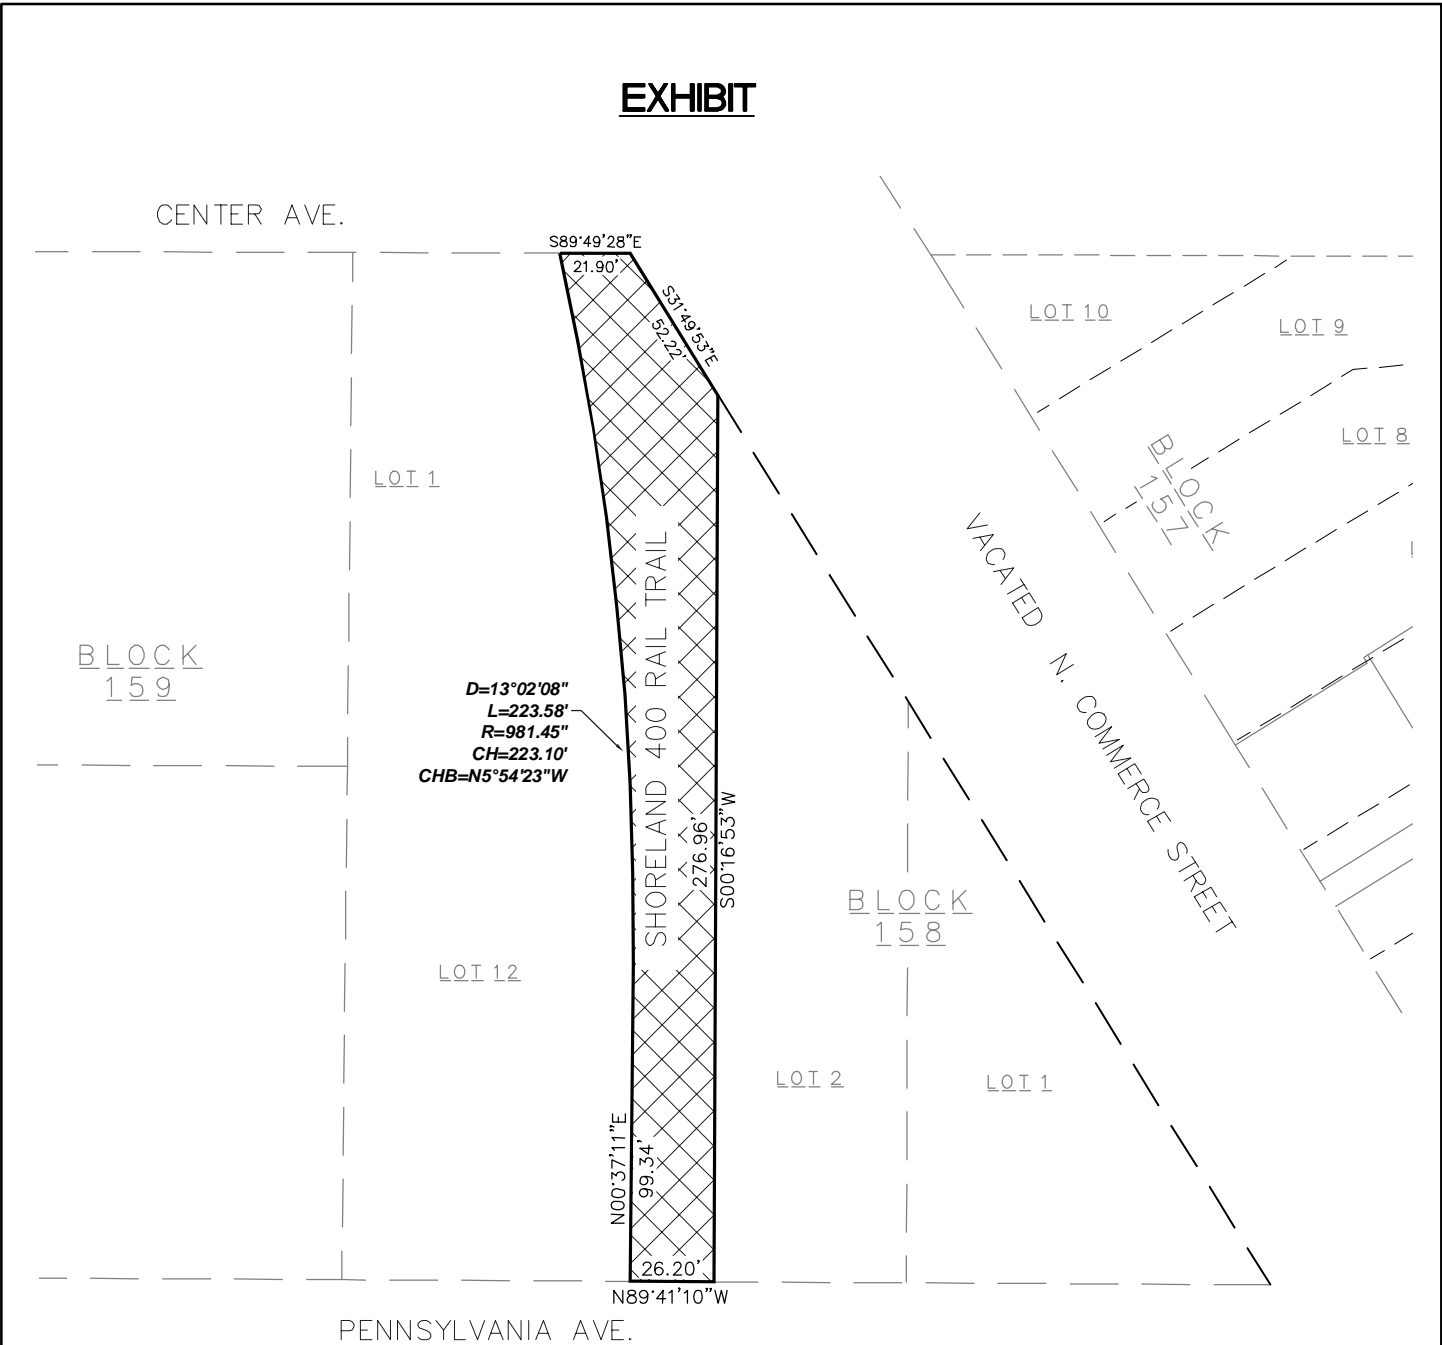 EXHIBIT
CENTER AVE.
S89°49'28"E
21.90'
S31°49'53"E
52.22'
LOT 10
LOT 9
LOT 8
LOT 1
BLOCK
157
VACATED N. COMMERCE STREET
SHORELAND 400 RAIL TRAIL
BLOCK
159
D=13°02'08"
L=223.58'
R=981.45"
CH=223.10'
CHB=N5°54'23"W
276.96'
S00°16'53"W
BLOCK
158
LOT 12
LOT 2
LOT 1
N00°37'11"E
99.34'
26.20'
N89°41'10"W
PENNSYLVANIA AVE.